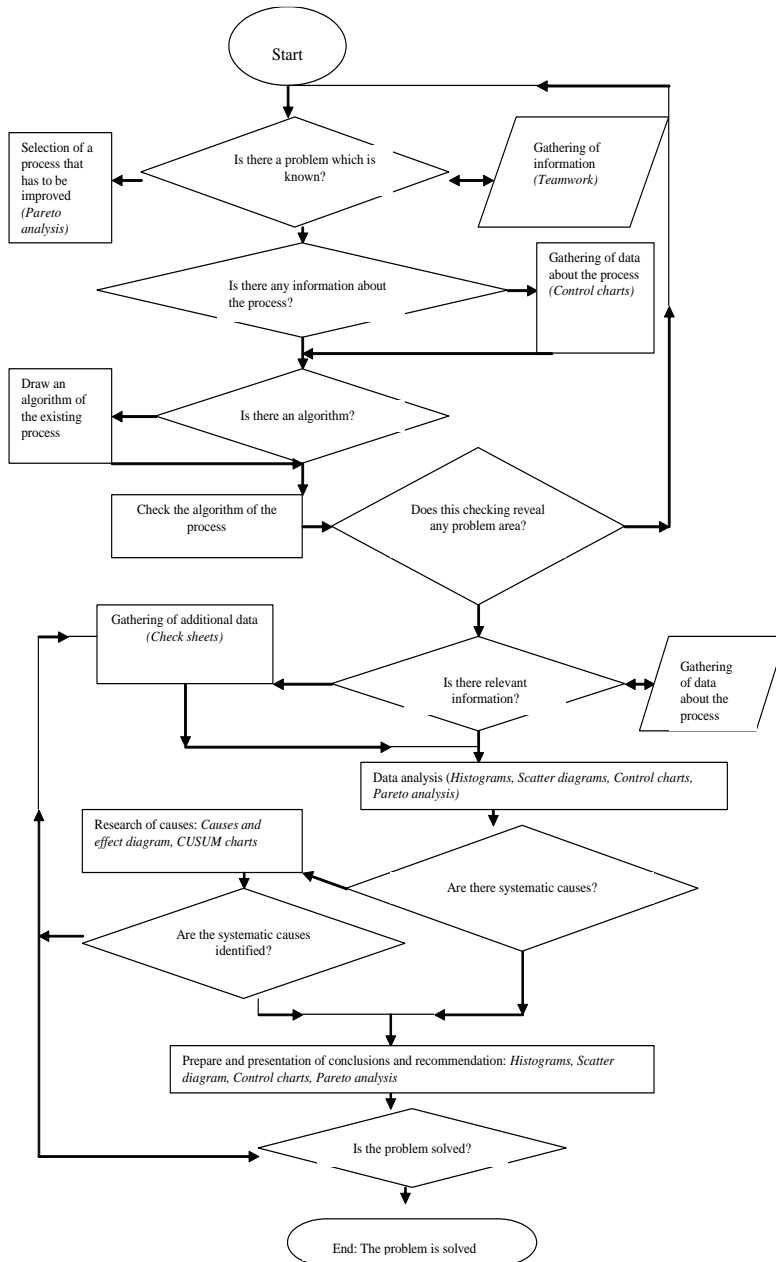 Start
Selection of a
process that
has to be
improved
(Pareto
analysis)
Is there a problem which is
known?
Gathering of
information
(Teamwork)
Is there any information about
the process?
Gathering of data
about the process
(Control charts)
Draw an
algorithm of
the existing
process
Is there an algorithm?
Check the algorithm of the
process
Does this checking reveal
any problem area?
Gathering of additional data
(Check sheets)
Is there relevant
information?
Gathering
of data
about the
process
Data analysis (Histograms, Scatter diagrams, Control charts,
Pareto analysis)
Research of causes: Causes and
effect diagram, CUSUM charts
Are there systematic causes?
Are the systematic causes
identified?
Prepare and presentation of conclusions and recommendation: Histograms, Scatter
diagram, Control charts, Pareto analysis
Is the problem solved?
End: The problem is solved